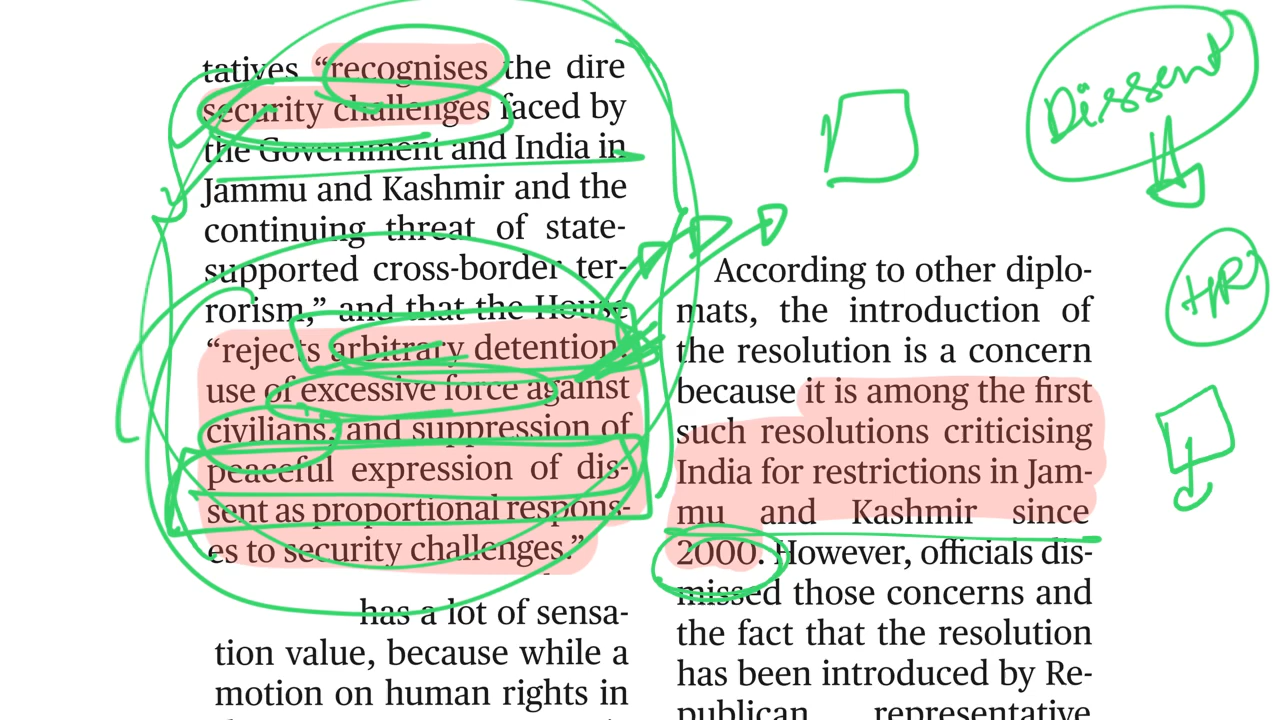 tatives “recognises the dire
security challenges faced by
the Government and India in
Jammu and Kashmir and the
continuing threat of state-
supported cross-border ter-
rorism,” and that the House
“rejects arbitrary detention,
use of excessive force against
civilians, and suppression of
peaceful expression of dis-
sent as proportional respons-
es to security challenges.”
has a lot of sensa-
tion value, because while a
motion on human rights in
According to other diplo-
mats, the introduction of
the resolution is a concern
because it is among the first
such resolutions criticising
India for restrictions in Jam-
mu and Kashmir since
2000. However, officials dis-
missed those concerns and
the fact that the resolution
has been introduced by Re-
publican representative
Dissent
HR